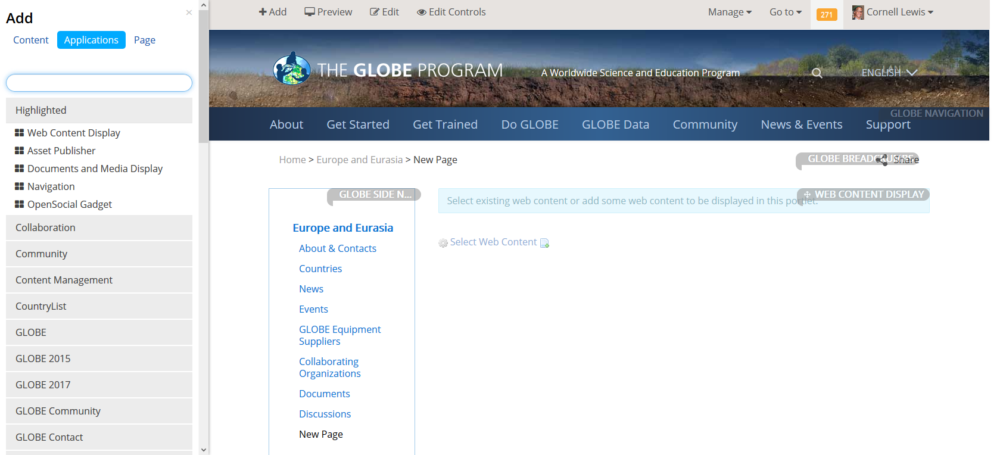 Add
×
Content Applications Page
Highlighted
Web Content Display
Asset Publisher
Documents and Media Display
Navigation
OpenSocial Gadget
Collaboration
Community
Content Management
CountryList
GLOBE
GLOBE 2015
GLOBE 2017
GLOBE Community
GLOBE Contact
Add Preview Edit Edit Controls Manage Go to 271 Cornell Lewis
THE GLOBE PROGRAM
A Worldwide Science and Education Program
ENGLISH
GLOBE NAVIGATION
About Get Started Get Trained Do GLOBE GLOBE Data Community News & Events Support
Home > Europe and Eurasia > New Page
GLOBE BREADCRUMBS
Share
GLOBE SIDE N...
Europe and Eurasia
About & Contacts
Countries
News
Events
GLOBE Equipment
Suppliers
Collaborating
Organizations
Documents
Discussions
New Page
WEB CONTENT DISPLAY
Select existing web content or add some web content to be displayed in this portlet.
Select Web Content